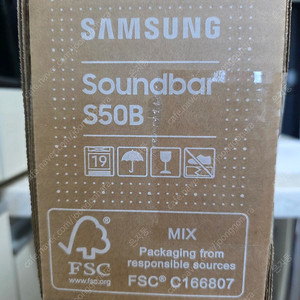 SAMSUNG
Soundbar
S50B
19
MIX
Packaging from
responsible sources
FSC® C166807
FSC
www.fsc.org